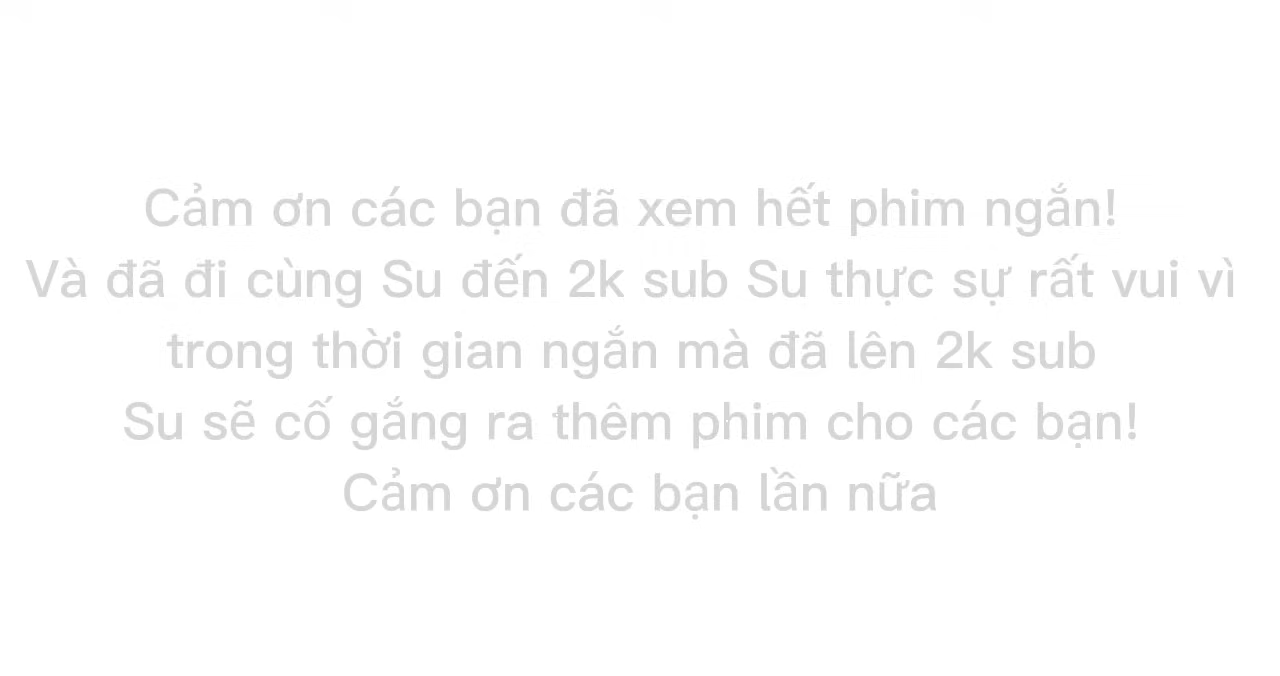 Cảm ơn các bạn đã xem hết phim ngắn!
Và đã đi cùng Su đến 2k sub Su thực sự rất vui vì
trong thời gian ngắn mà đã lên 2k sub
Su sẽ cố gắng ra thêm phim cho các bạn!
Cảm ơn các bạn lần nữa